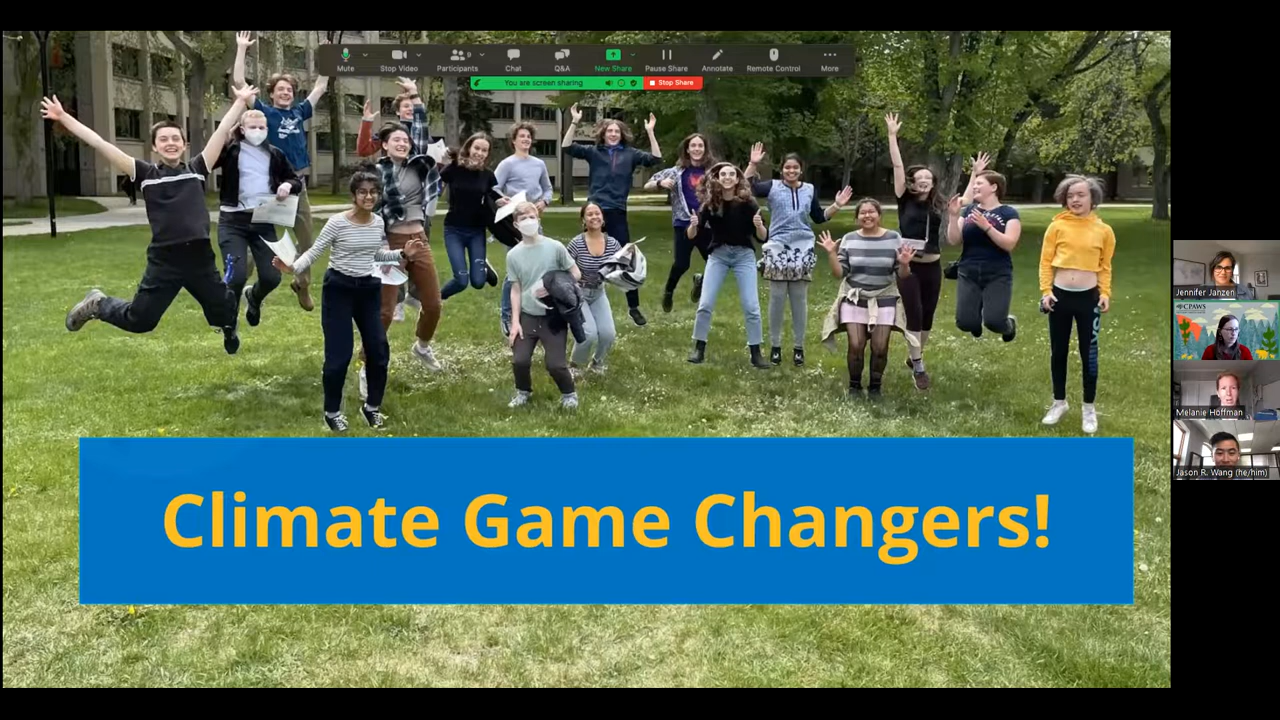 Mute
Stop Video
Participants
9
Chat
Q&A
New Share
Pause Share
Annotate
Remote Control
More
You are screen sharing
Stop Share
Climate Game Changers!
Jennifer Janzen
CPAWS
Melanie Hoffman
Jason R. Wang (he/him)